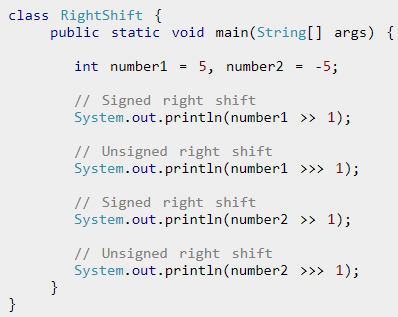 class RightShift {
public static void main(String[] args) {
int number1 = 5, number2 = -5;
// Signed right shift
System.out.println(number1 >> 1);
// Unsigned right shift
System.out.println(number1 >>> 1);
// Signed right shift
System.out.println(number2 >> 1);
// Unsigned right shift
System.out.println(number2 >>> 1);
}
}